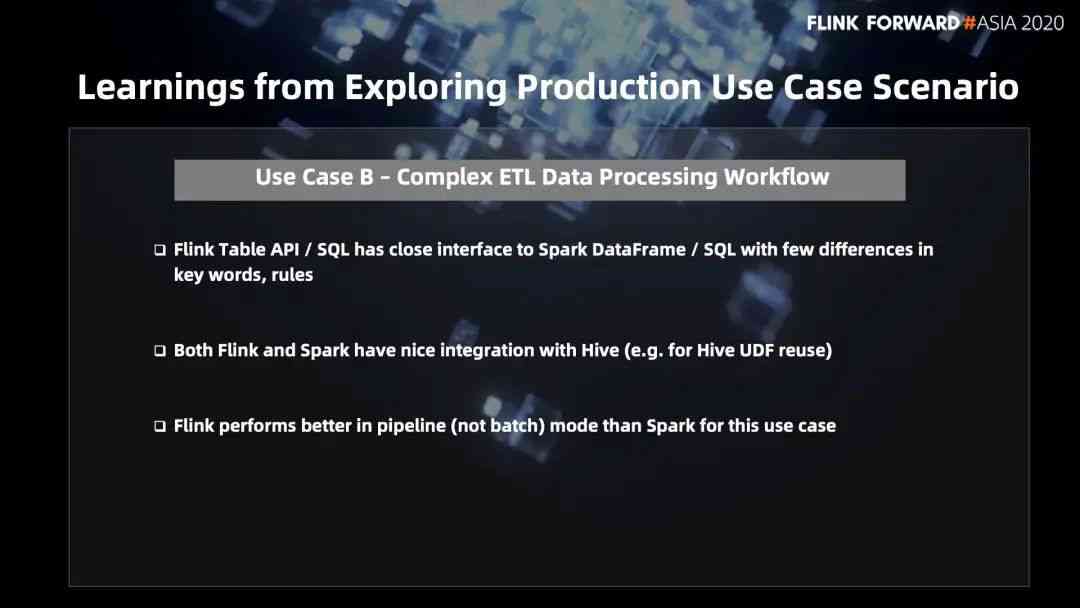 FLINK FORWARD #ASIA 2020
Learnings from Exploring Production Use Case Scenario
Use Case B – Complex ETL Data Processing Workflow
❑ Flink Table API / SQL has close interface to Spark DataFrame / SQL with few differences in
key words, rules
❑ Both Flink and Spark have nice integration with Hive (e.g. for Hive UDF reuse)
❑ Flink performs better in pipeline (not batch) mode than Spark for this use case